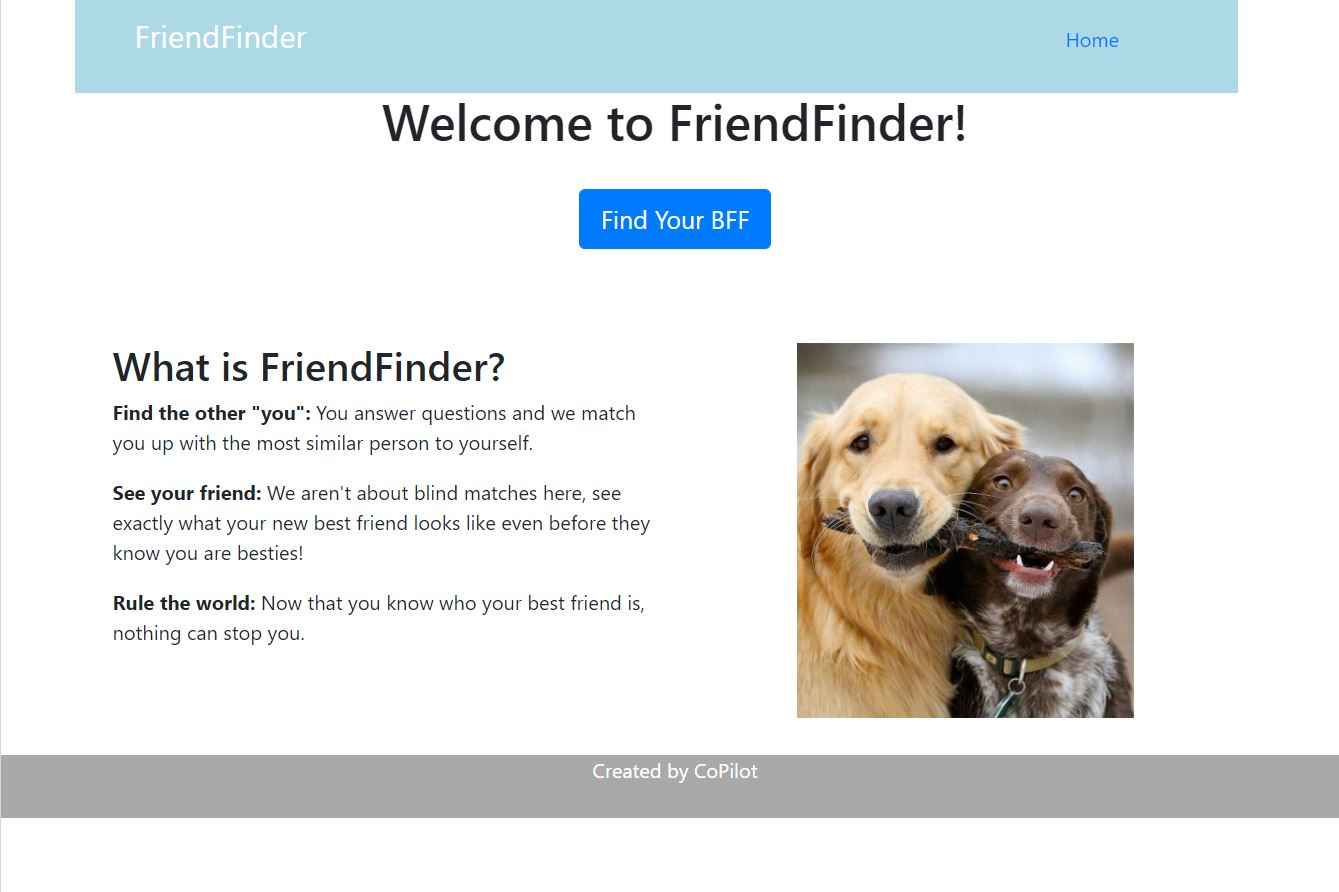 FriendFinder
Home
Welcome to FriendFinder!
Find Your BFF
What is FriendFinder?
Find the other "you": You answer questions and we match
you up with the most similar person to yourself.
See your friend: We aren't about blind matches here, see
exactly what your new best friend looks like even before they
know you are besties!
Rule the world: Now that you know who your best friend is,
nothing can stop you.
Created by CoPilot